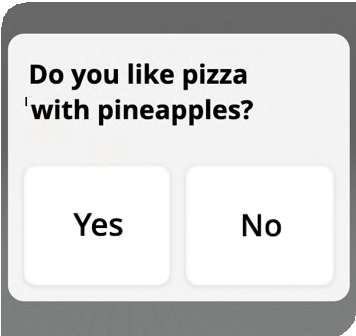 Do you like pizza
with pineapples?
Yes
No